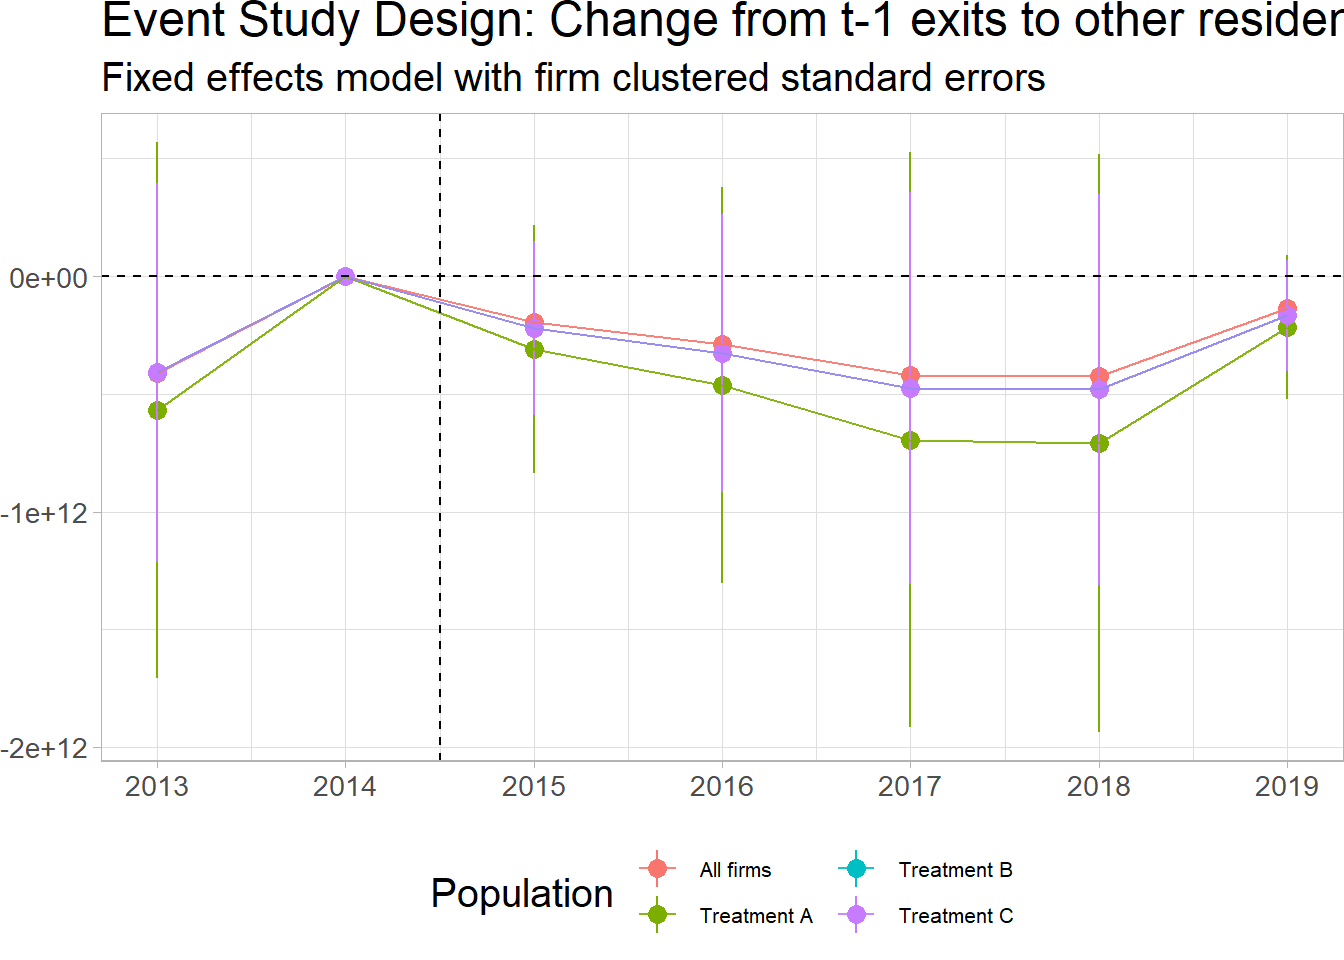 Event Study Design: Change from t-1 exits to other
Fixed effects model with firm clustered standard errors
0e+00
-1e+12
-2e+12
2013 2014 2015 2016 2017 2018 2019
Population
All firms
Treatment A
Treatment B
Treatment C